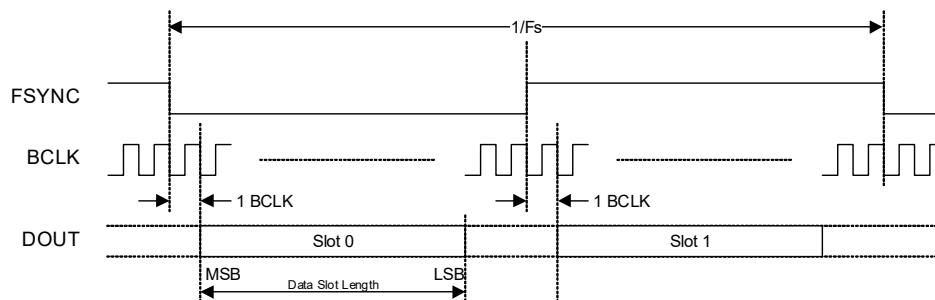 1/Fs
FSYNC
BCLK
1 BCLK 1 BCLK
DOUT Slot 0 Slot 1
MSB LSB
Data Slot Length